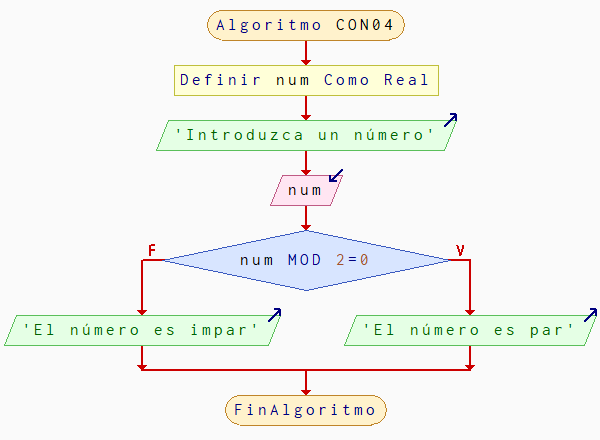 Algoritmo CON04
Definir num Como Real
'Introduzca un número'
num
num MOD 2=0
F
V
'El número es impar'
'El número es par'
FinAlgoritmo